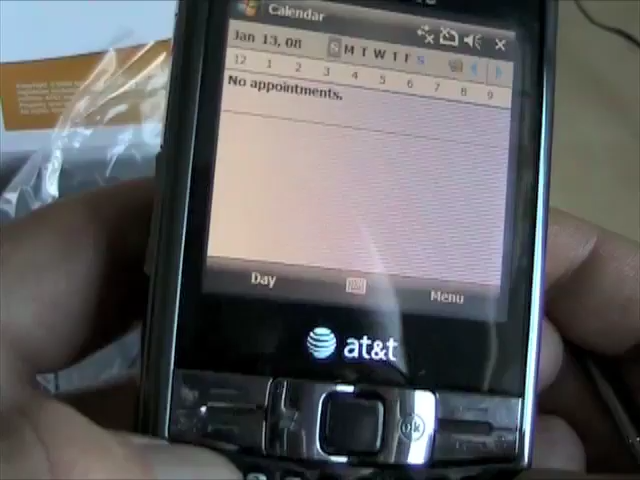 Calendar
Jan 13, 08 S M T W T F S
12 1 2 3 4 5 6 7 8 9
No appointments.
Day Menu
at&t
ok